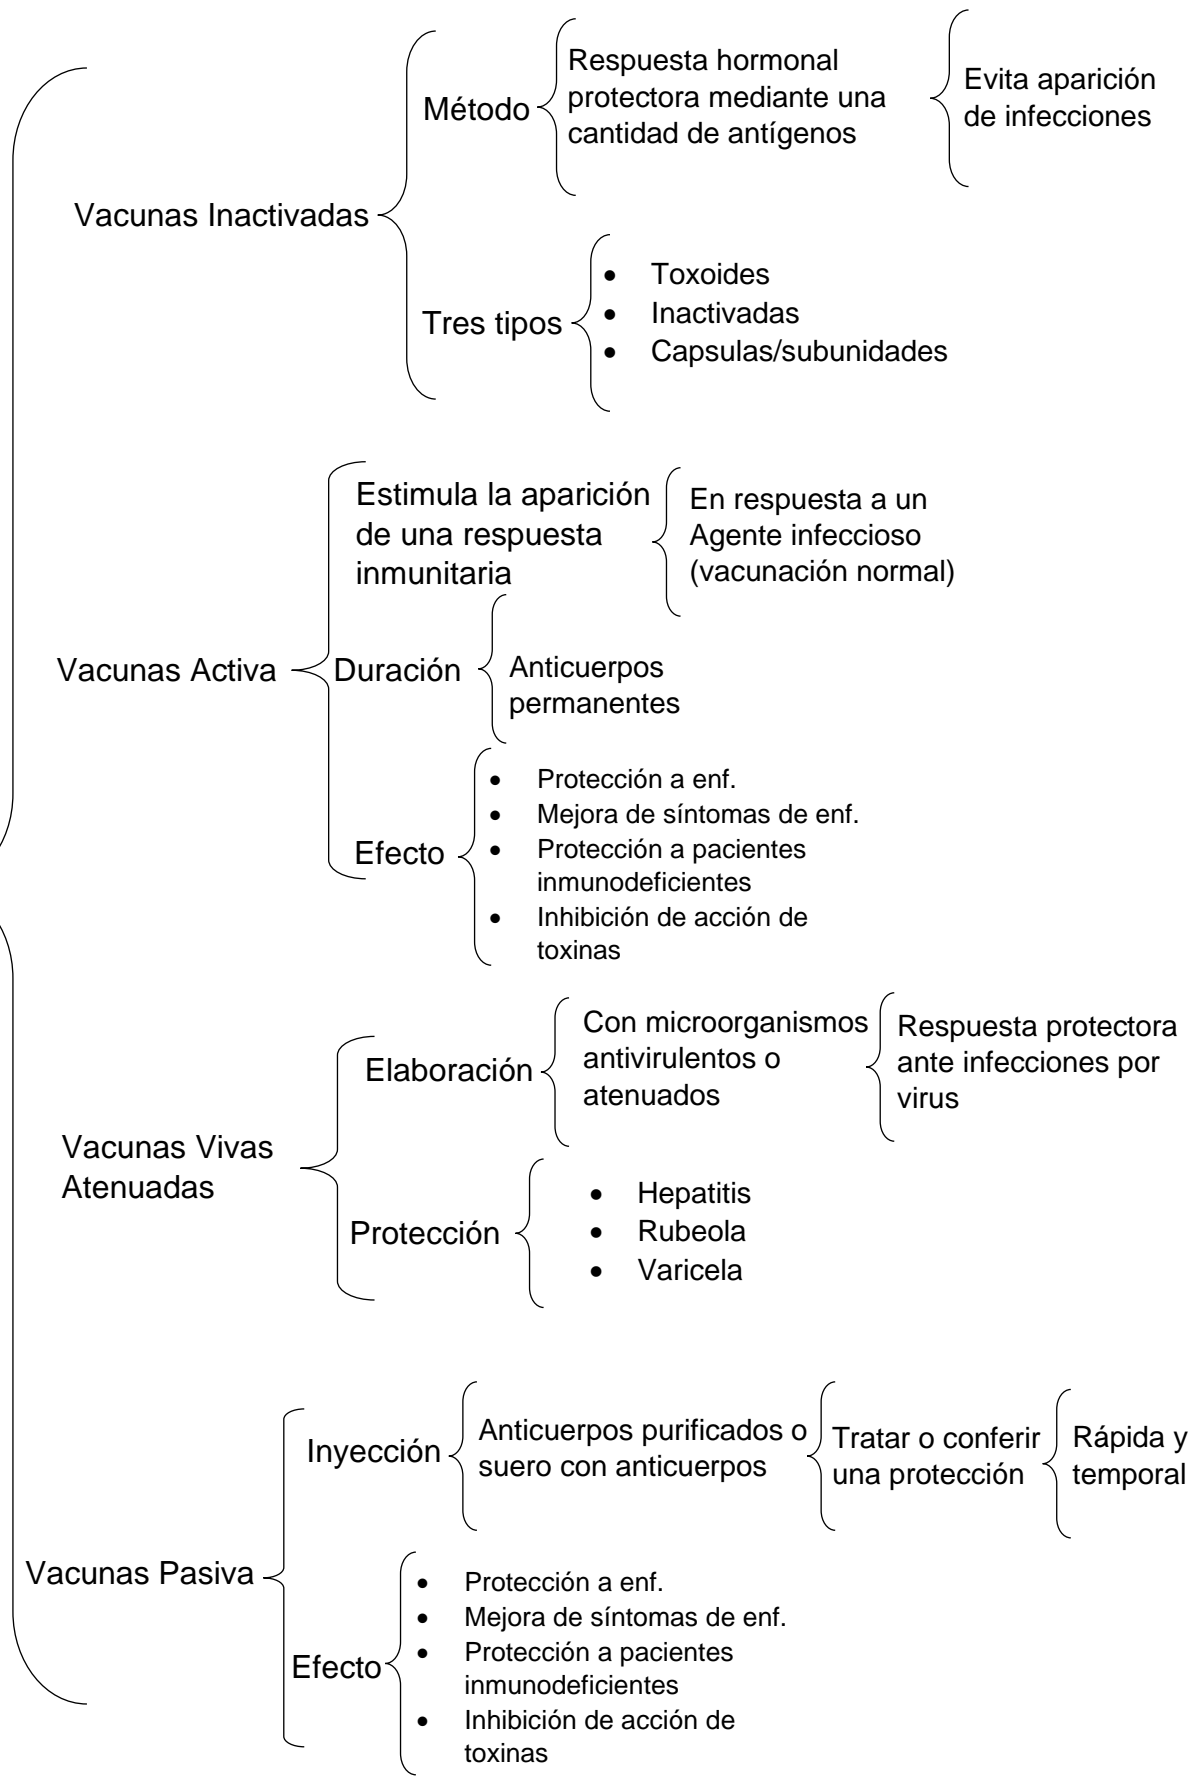 Método
Respuesta hormonal
protectora mediante una
cantidad de antígenos
Evita aparición
de infecciones
Vacunas Inactivadas
Tres tipos
• Toxoides
• Inactivadas
• Capsulas/subunidades
Estimula la aparición
de una respuesta
inmunitaria
En respuesta a un
Agente infeccioso
(vacunación normal)
Vacunas Activa
Duración
Anticuerpos
permanentes
Efecto
• Protección a enf.
• Mejora de síntomas de enf.
• Protección a pacientes
inmunodeficientes
• Inhibición de acción de
toxinas
Vacunas Vivas
Atenuadas
Elaboración
Con microorganismos
antivirulentos o
atenuados
Respuesta protectora
ante infecciones por
virus
Protección
• Hepatitis
• Rubeola
• Varicela
Vacunas Pasiva
Inyección
Anticuerpos purificados o
suero con anticuerpos
Tratar o conferir
una protección
Rápida y
temporal
Efecto
• Protección a enf.
• Mejora de síntomas de enf.
• Protección a pacientes
inmunodeficientes
• Inhibición de acción de
toxinas